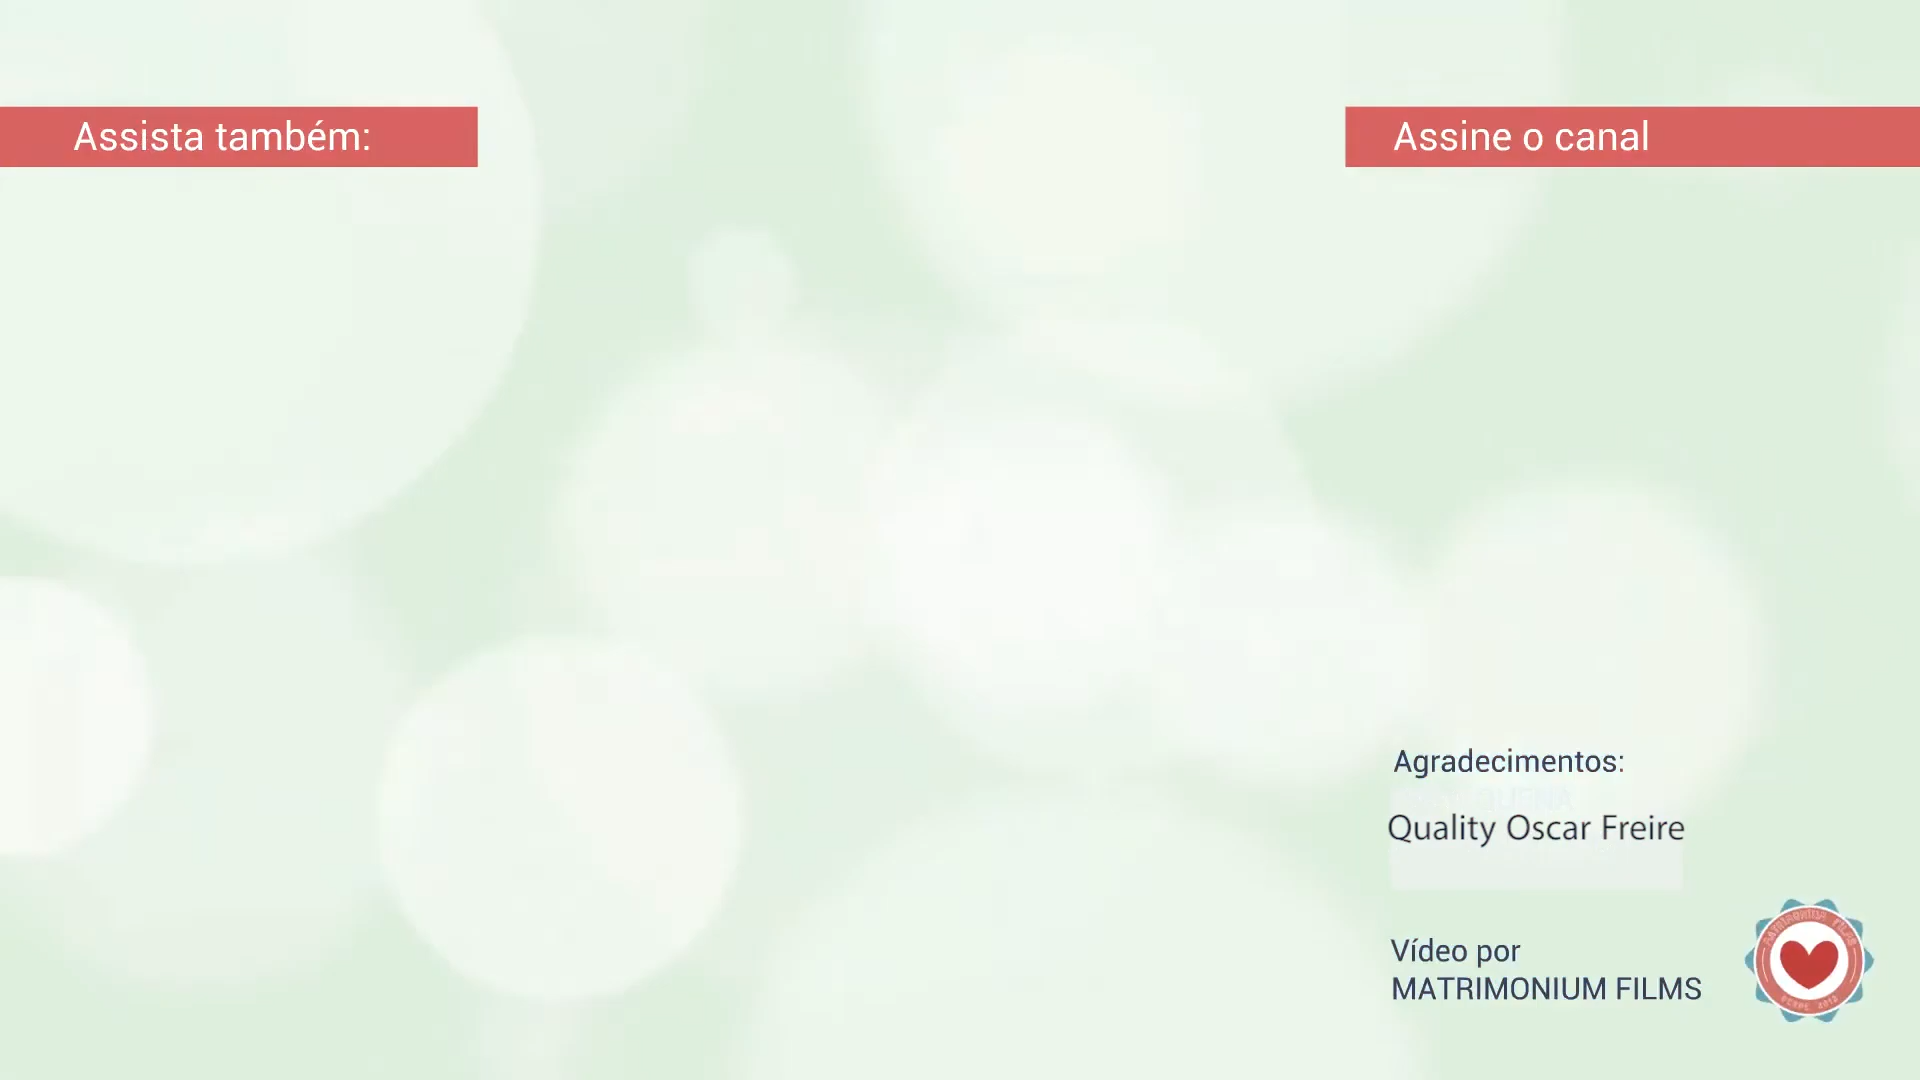 Assista também:
Assine o canal
Agradecimentos:
Quality Oscar Freire
Vídeo por
MATRIMONIUM FILMS